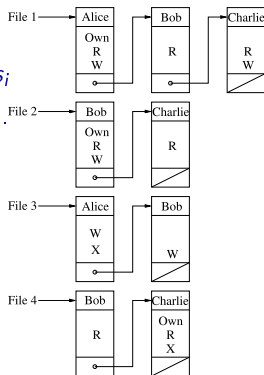 File 1 Alice Bob Charlie
Own
R R R
W W
si
.
File 2 Bob Charlie
Own
R R
W
File 3 Alice Bob
W
X W
File 4 Bob Charlie
Own
R R
X